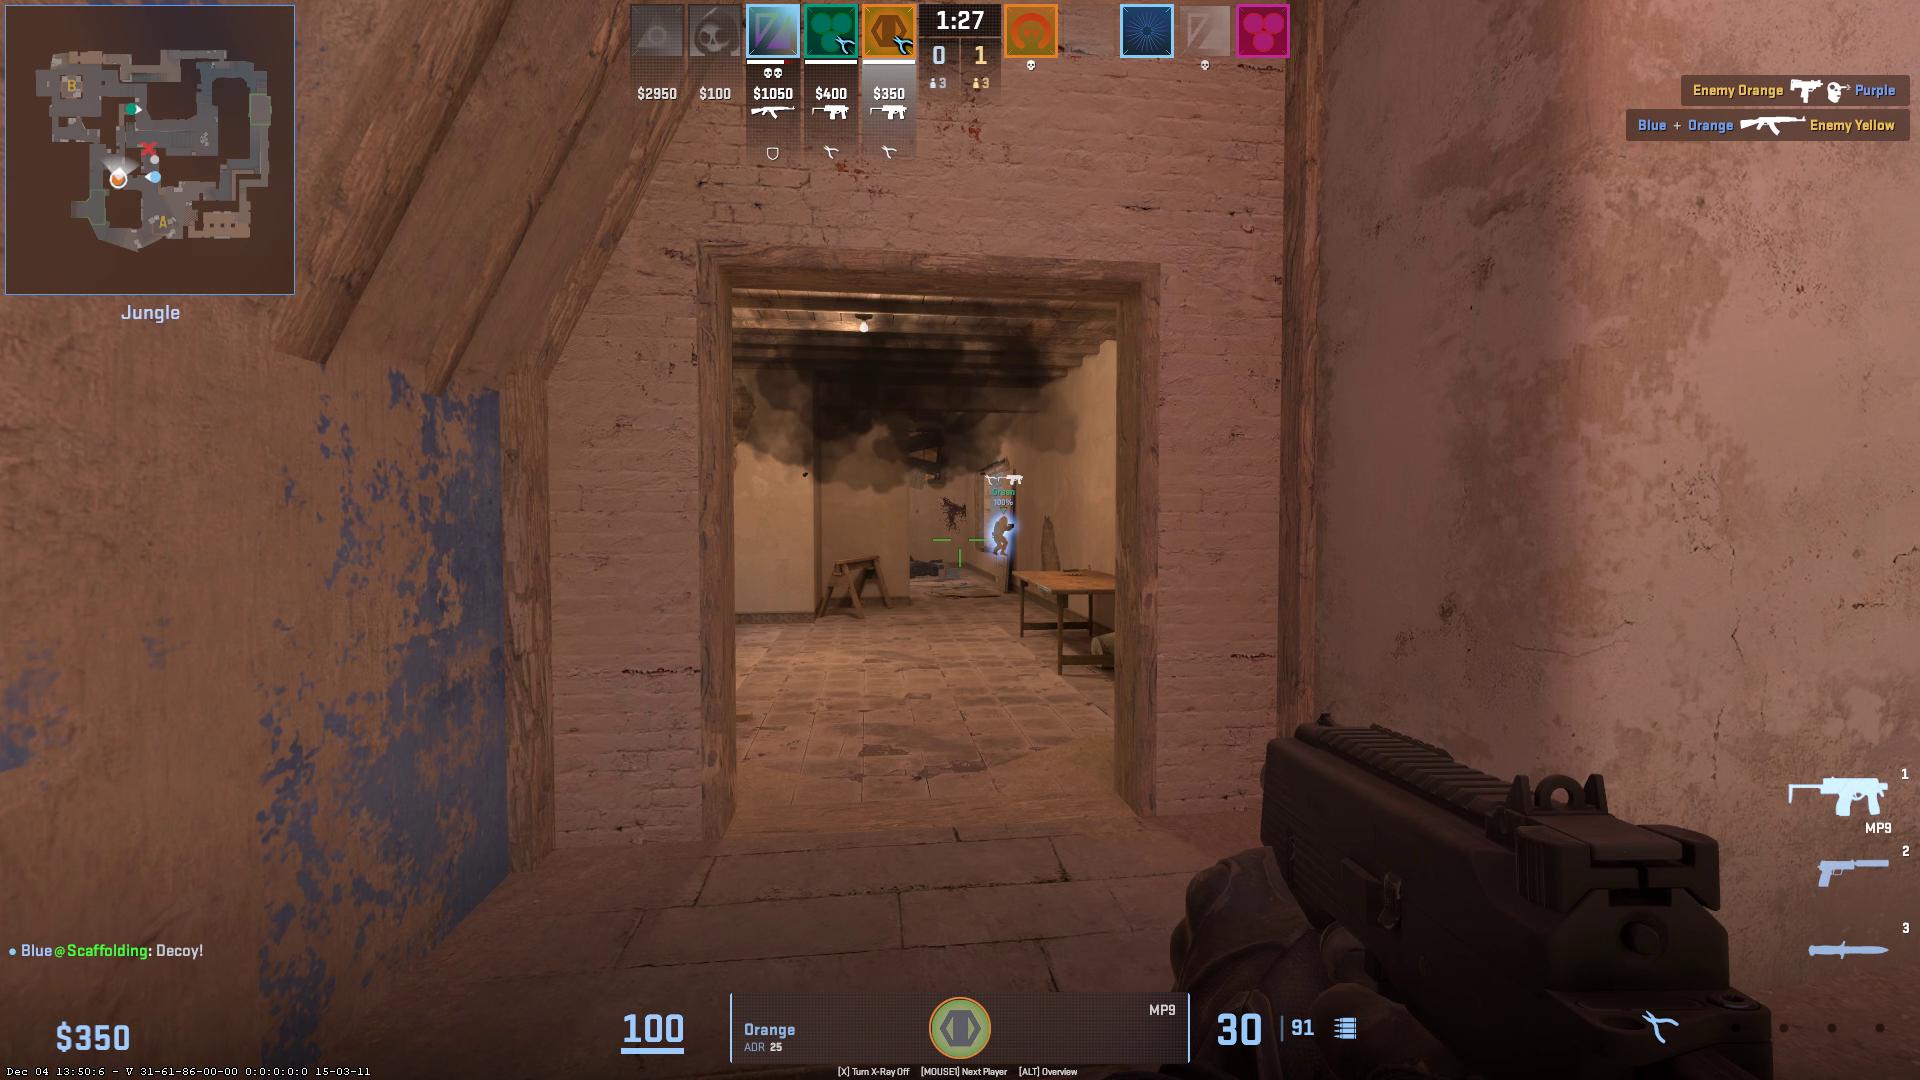 1:27
0 1
3 3
$2950 $100 $1050 $400 $350
Enemy Orange Purple
Blue + Orange Enemy Yellow
B
A
Jungle
Green
100%
1
MP9
2
3
Blue@Scaffolding: Decoy!
$350
100
Orange
ADR 25
MP9
30 | 91
[X] Turn X-Ray Off [MOUSE1] Next Player [ALT] Overview
Dec 04 13:50:6 - V 31-61-86-00-00 0:0:0:0:0 15-03-11